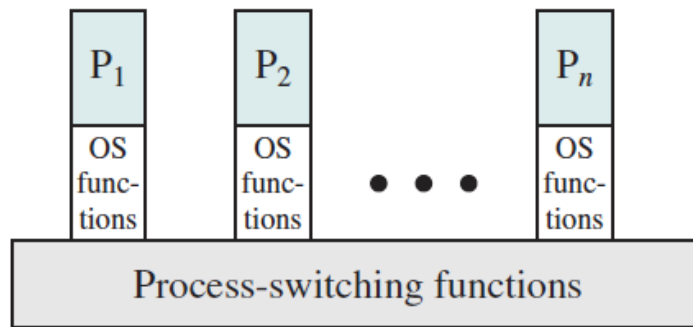 P1 P2 Pn
OS OS OS
func- func- func-
tions tions tions
Process-switching functions